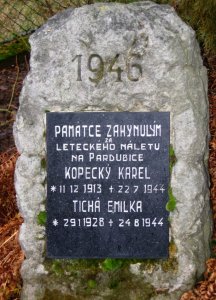 1946
PAMÁTCE ZAHYNULÝM
ZA
LETECKÉHO NÁLETU
NA PARDUBICE
KOPECKÝ KAREL
* 11 12 1913 + 22 7 1944
TICHÁ EMILKA
* 29 1 1928 + 24 8 1944